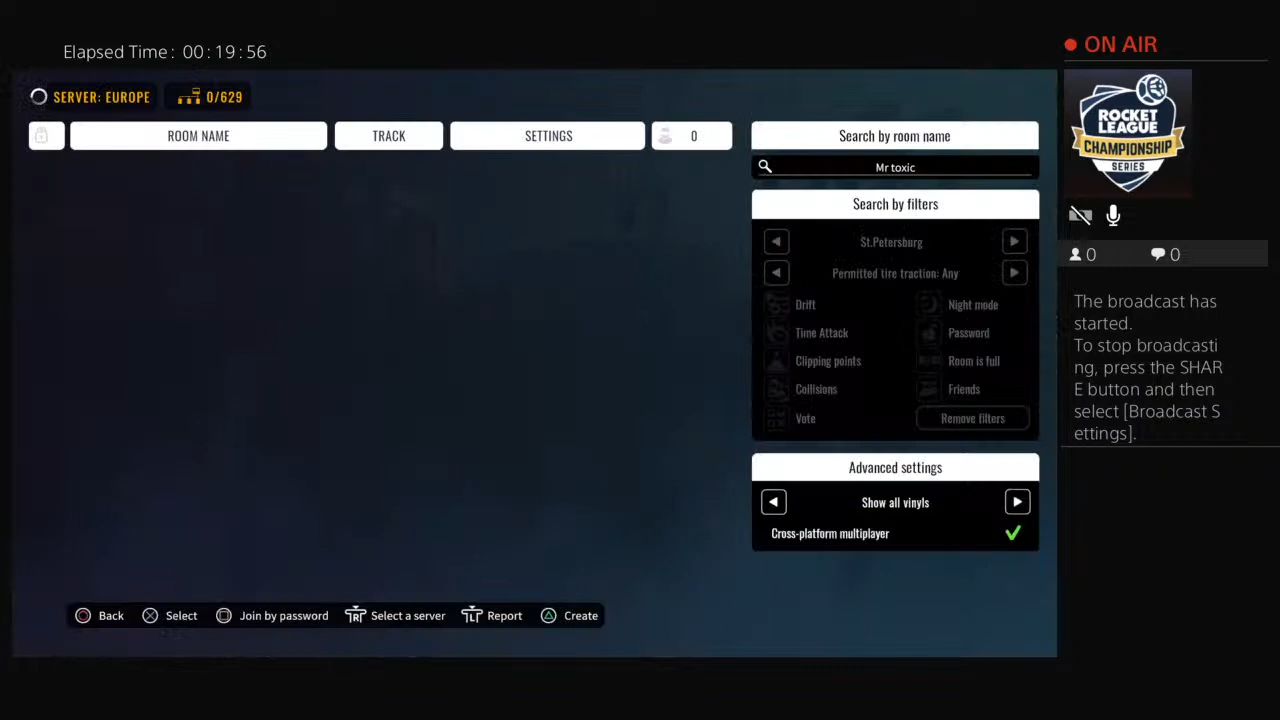 Elapsed Time: 00:19:56
ON AIR
SERVER: EUROPE
0/629
ROOM NAME
TRACK
SETTINGS
0
Search by room name
Mr toxic
Search by filters
St.Petersburg
Permitted tire traction: Any
Drift
Night mode
Time Attack
Password
Clipping points
Room is full
Collisions
Friends
Vote
Remove filters
Advanced settings
Show all vinyls
Cross-platform multiplayer
Back
Select
Join by password
R
Select a server
L
Report
Create
ROCKET
LEAGUE
CHAMPIONSHIP
SERIES
0
0
The broadcast has
started.
To stop broadcasti
ng, press the SHAR
E button and then
select [Broadcast S
ettings].